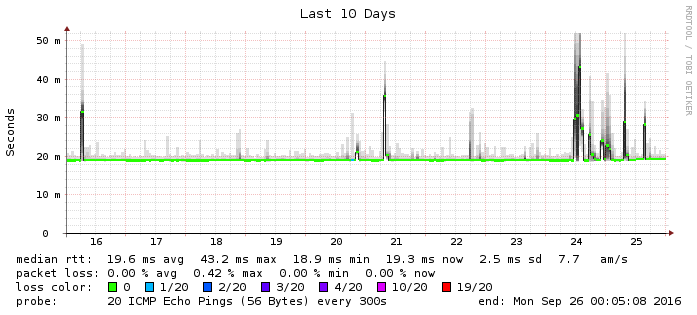 Last 10 Days
RRDTOOL / TOBI OETIKER
Seconds
50 m
40 m
30 m
20 m
10 m
0
16 17 18 19 20 21 22 23 24 25
median rtt: 19.6 ms avg 43.2 ms max 18.9 ms min 19.3 ms now 2.5 ms sd 7.7 am/s
packet loss: 0.00 % avg 0.42 % max 0.00 % min 0.00 % now
loss color: 0 1/20 2/20 3/20 4/20 10/20 19/20
probe: 20 ICMP Echo Pings (56 Bytes) every 300s end: Mon Sep 26 00:05:08 2016